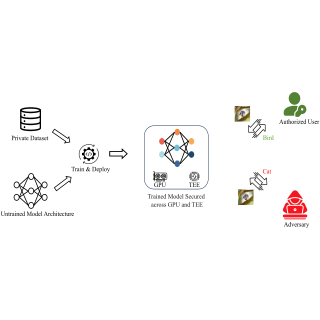 Private Dataset
Untrained Model Architecture
Train & Deploy
GPU
TEE
Trained Model Secured
across GPU and TEE
Authorized User
Bird
Cat
Adversary